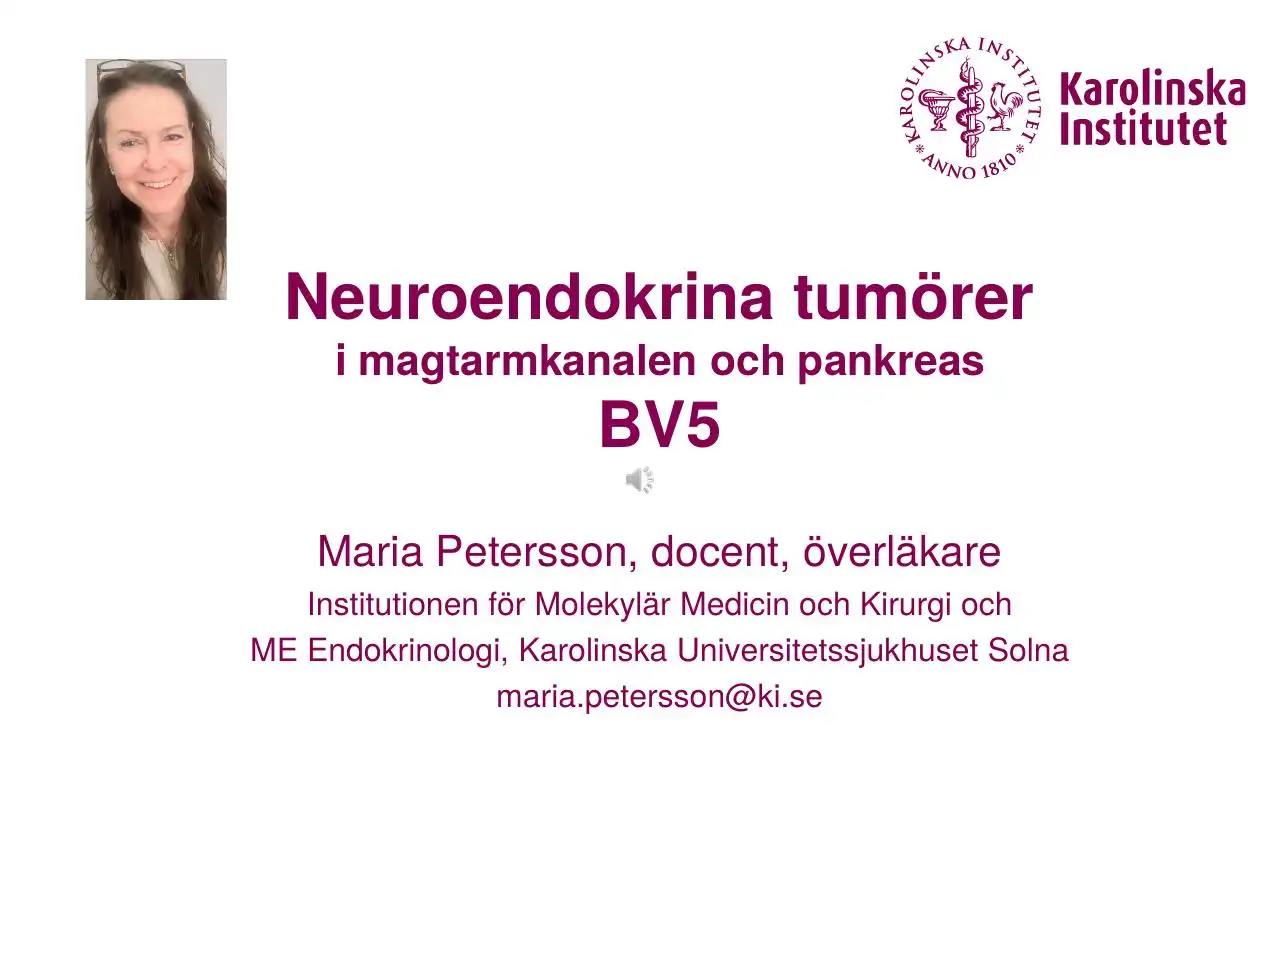 KAROLINSKA INSTITUTET
ANNO 1810
Karolinska
Institutet
Neuroendokrina tumörer
i magtarmkanalen och pankreas
BV5
Maria Petersson, docent, överläkare
Institutionen för Molekylär Medicin och Kirurgi och
ME Endokrinologi, Karolinska Universitetssjukhuset Solna
maria.petersson@ki.se